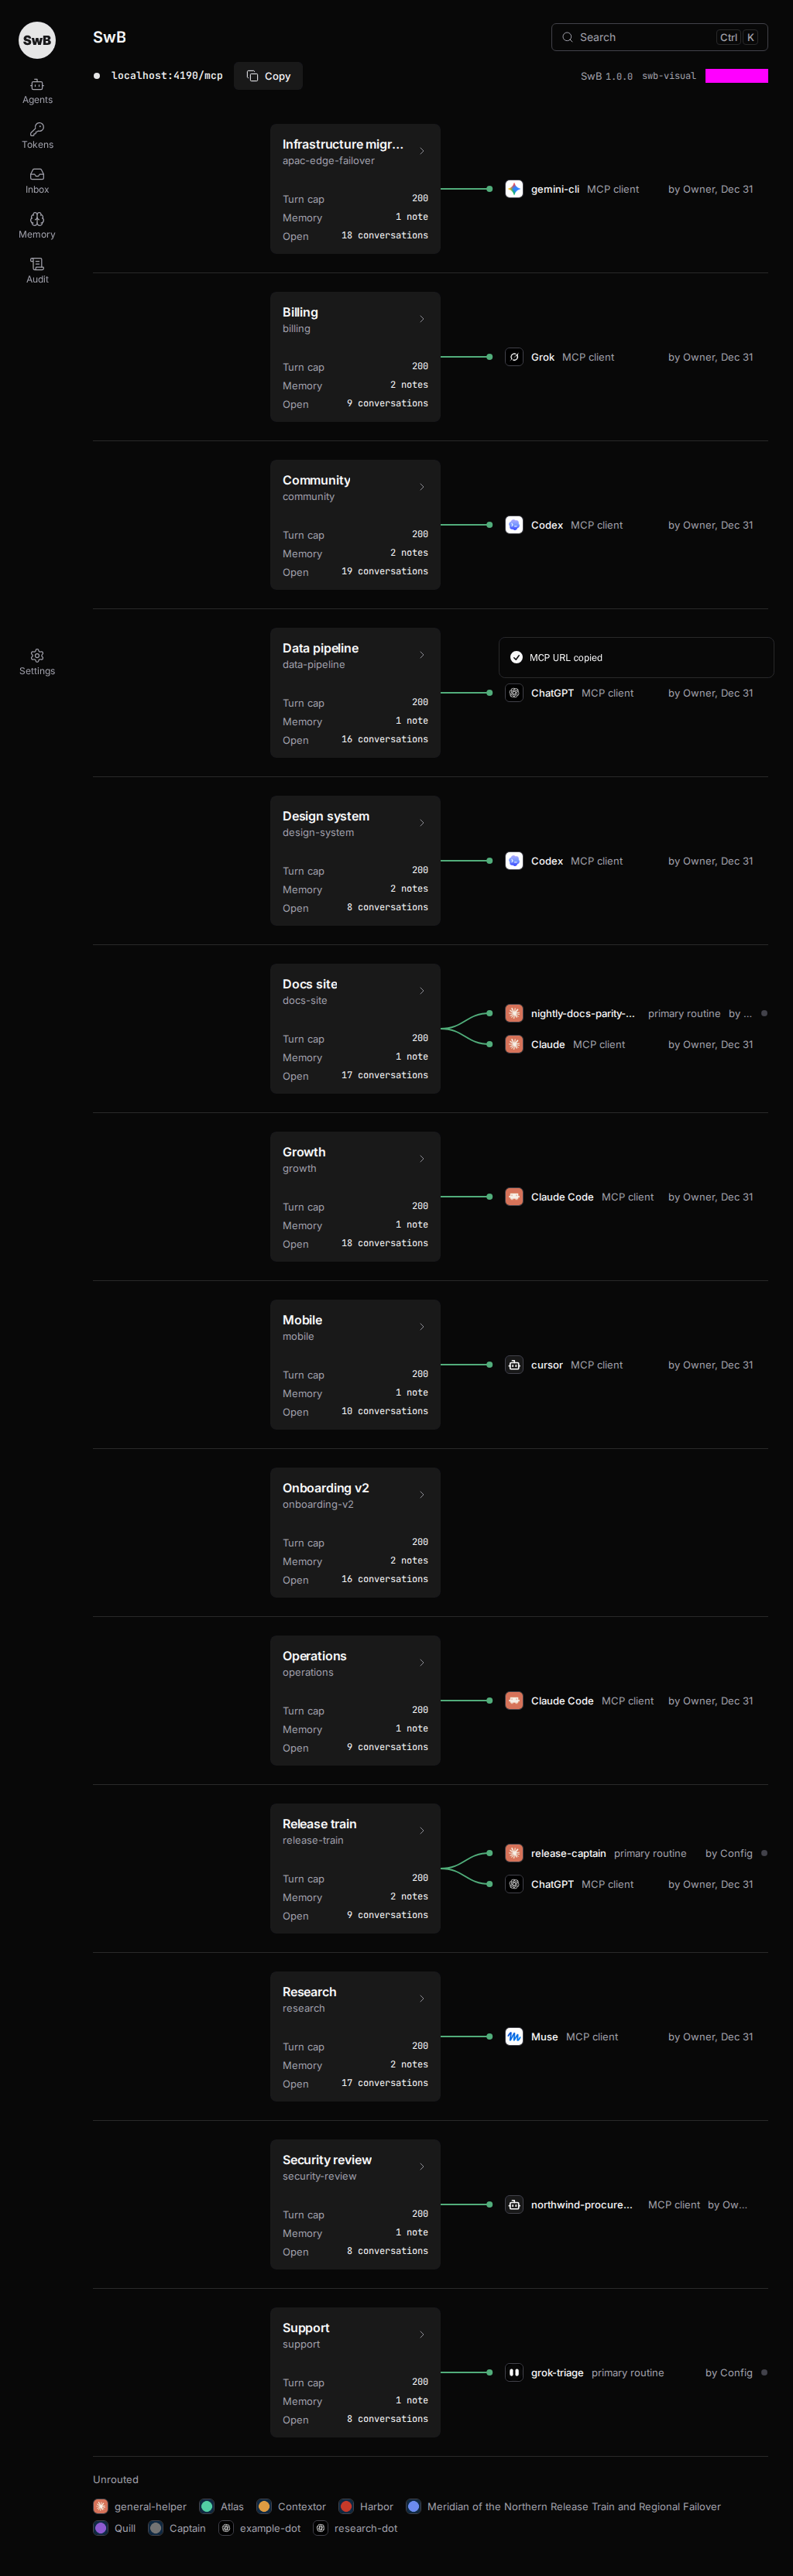 SwB
Agents
Tokens
Inbox
Memory
Audit
Settings
SwB
Search
Ctrl K
localhost:4190/mcp
Copy
SwB 1.0.0 swb-visual
Infrastructure migr...
apac-edge-failover
Turn cap 200
Memory 1 note
Open 18 conversations
gemini-cli MCP client by Owner, Dec 31
Billing
billing
Turn cap 200
Memory 2 notes
Open 9 conversations
Grok MCP client by Owner, Dec 31
Community
community
Turn cap 200
Memory 2 notes
Open 19 conversations
Codex MCP client by Owner, Dec 31
Data pipeline
data-pipeline
Turn cap 200
Memory 1 note
Open 16 conversations
MCP URL copied
ChatGPT MCP client by Owner, Dec 31
Design system
design-system
Turn cap 200
Memory 2 notes
Open 8 conversations
Codex MCP client by Owner, Dec 31
Docs site
docs-site
Turn cap 200
Memory 1 note
Open 17 conversations
nightly-docs-parity-... primary routine by ...
Claude MCP client by Owner, Dec 31
Growth
growth
Turn cap 200
Memory 1 note
Open 18 conversations
Claude Code MCP client by Owner, Dec 31
Mobile
mobile
Turn cap 200
Memory 1 note
Open 10 conversations
cursor MCP client by Owner, Dec 31
Onboarding v2
onboarding-v2
Turn cap 200
Memory 2 notes
Open 16 conversations
Operations
operations
Turn cap 200
Memory 1 note
Open 9 conversations
Claude Code MCP client by Owner, Dec 31
Release train
release-train
Turn cap 200
Memory 2 notes
Open 9 conversations
release-captain primary routine by Config
ChatGPT MCP client by Owner, Dec 31
Research
research
Turn cap 200
Memory 2 notes
Open 17 conversations
Muse MCP client by Owner, Dec 31
Security review
security-review
Turn cap 200
Memory 1 note
Open 8 conversations
northwind-procure... MCP client by Ow...
Support
support
Turn cap 200
Memory 1 note
Open 8 conversations
grok-triage primary routine by Config
Unrouted
general-helper Atlas Contextor Harbor Meridian of the Northern Release Train and Regional Failover
Quill Captain example-dot research-dot